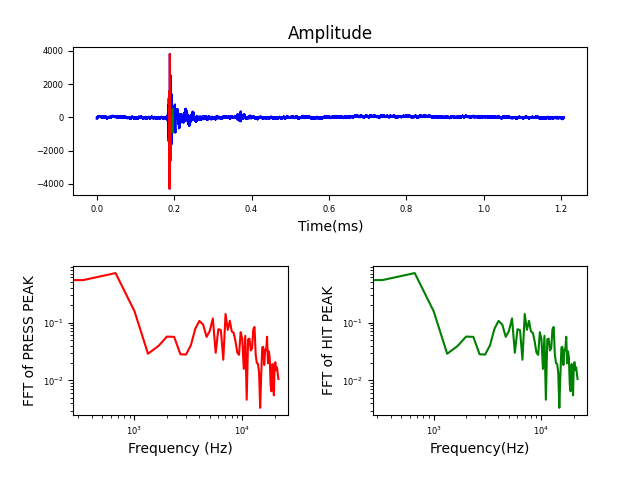 Amplitude
4000
2000
0
−2000
−4000
0.0 0.2 0.4 0.6 0.8 1.0 1.2
Time(ms)
FFT of PRESS PEAK
10⁻¹
10⁻²
10³ 10⁴
Frequency (Hz)
FFT of HIT PEAK
10⁻¹
10⁻²
10³ 10⁴
Frequency(Hz)